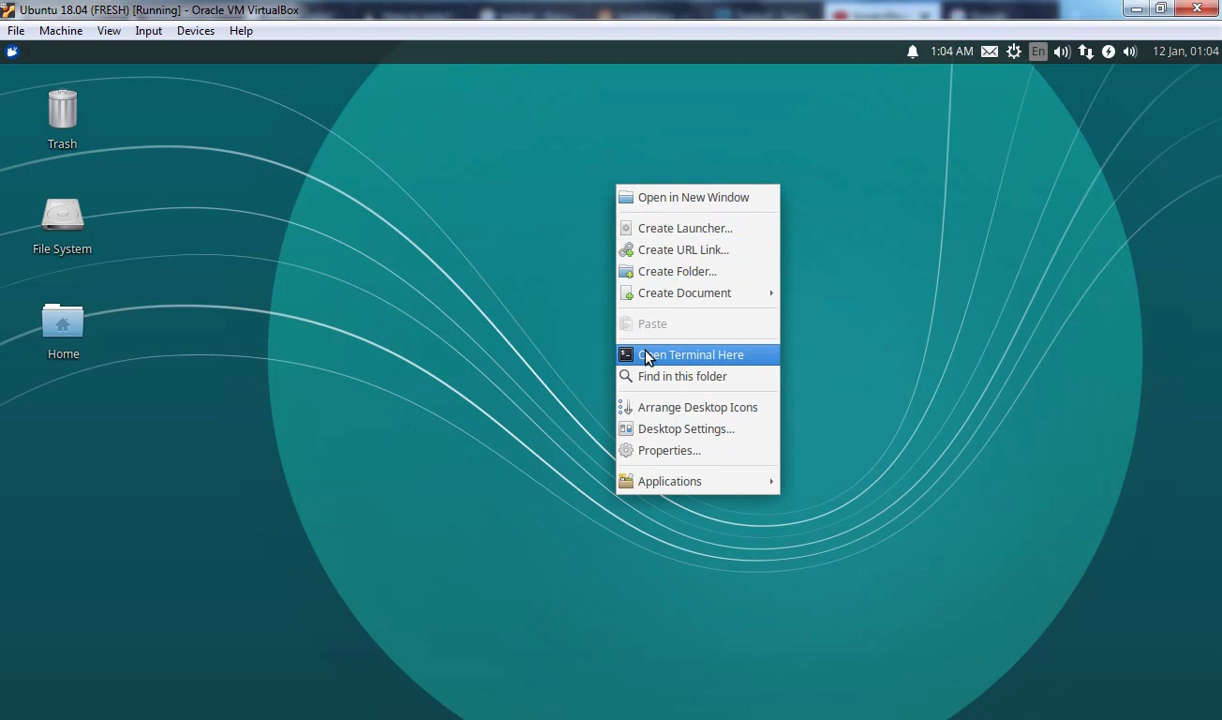 Ubuntu 18.04 (FRESH) [Running] - Oracle VM VirtualBox
File Machine View Input Devices Help
1:04 AM En 12 Jan, 01:04
Trash
File System
Home
Open in New Window
Create Launcher...
Create URL Link...
Create Folder...
Create Document
Paste
Open Terminal Here
Find in this folder
Arrange Desktop Icons
Desktop Settings...
Properties...
Applications